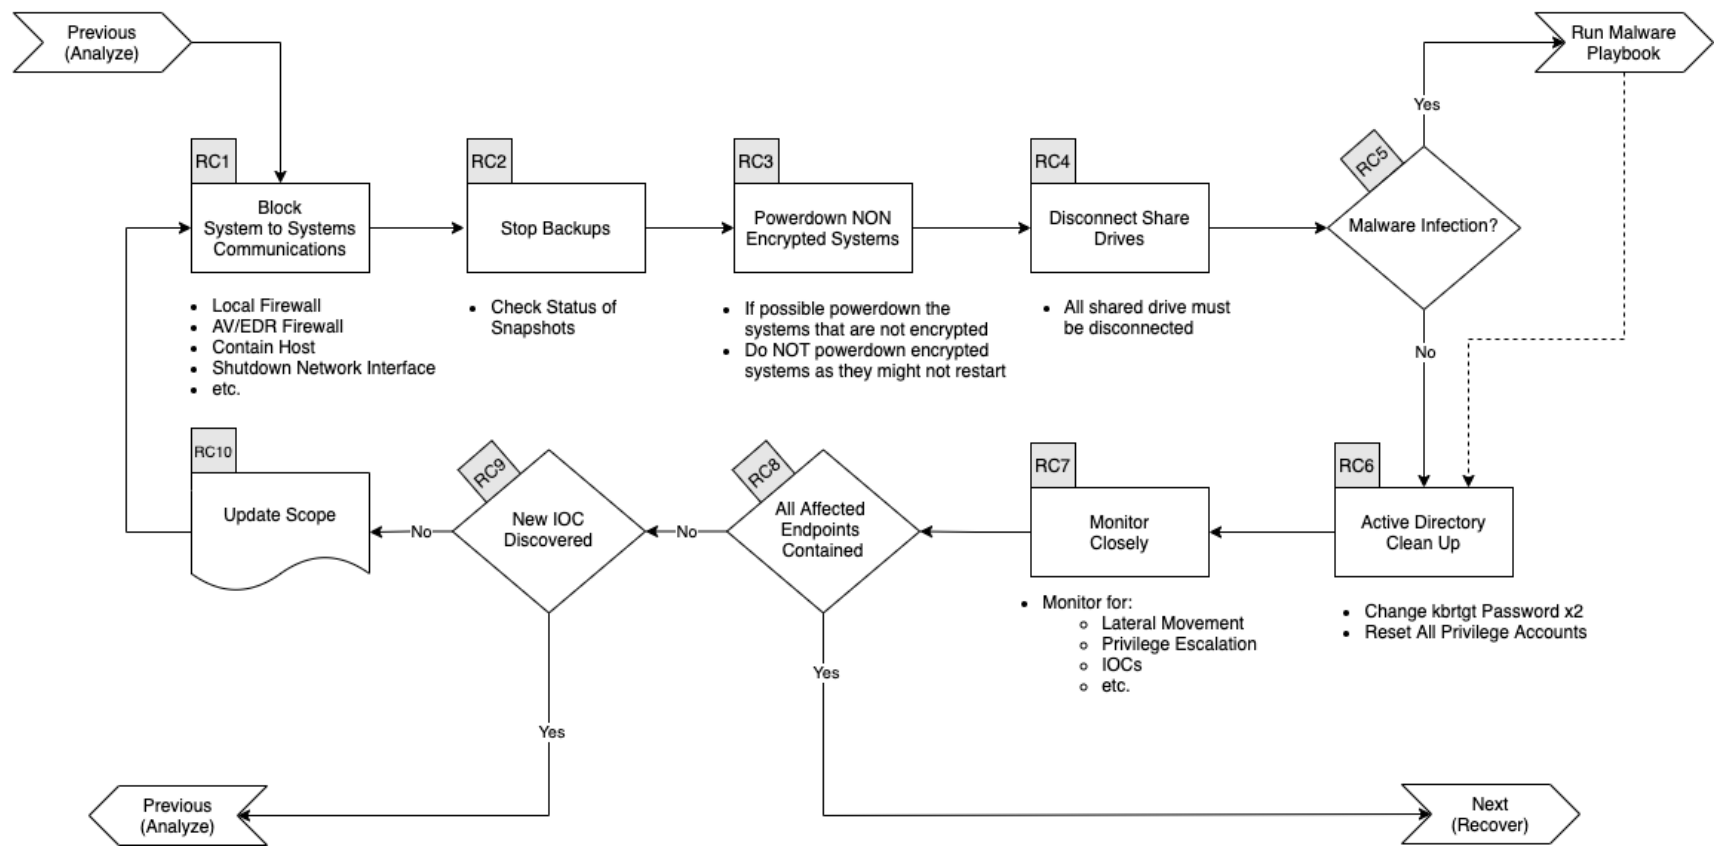 Previous
(Analyze)
Run Malware
Playbook
Yes
RC1
Block
System to Systems
Communications
• Local Firewall
• AV/EDR Firewall
• Contain Host
• Shutdown Network Interface
• etc.
RC2
Stop Backups
• Check Status of
Snapshots
RC3
Powerdown NON
Encrypted Systems
• If possible powerdown the
systems that are not encrypted
• Do NOT powerdown encrypted
systems as they might not restart
RC4
Disconnect Share
Drives
• All shared drive must
be disconnected
RC5
Malware Infection?
No
RC6
Active Directory
Clean Up
• Change kbrtgt Password x2
• Reset All Privilege Accounts
RC7
Monitor
Closely
• Monitor for:
○ Lateral Movement
○ Privilege Escalation
○ IOCs
○ etc.
RC8
All Affected
Endpoints
Contained
No
Yes
RC9
New IOC
Discovered
No
Yes
RC10
Update Scope
Previous
(Analyze)
Next
(Recover)